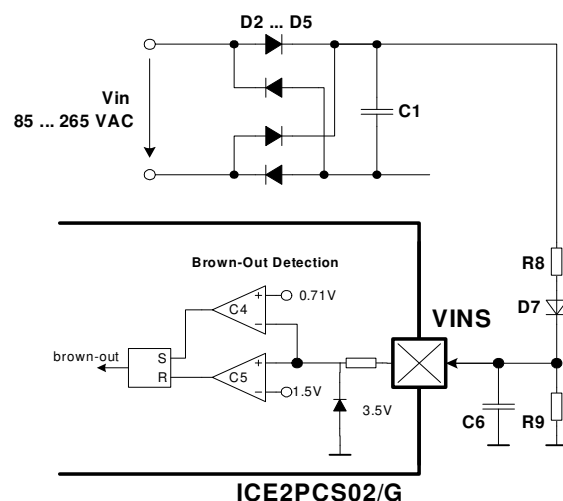 D2 ... D5
Vin
85 ... 265 VAC
C1
R8
Brown-Out Detection
D7
VINS
C4
+
−
0.71V
brown-out
S
R
C5
+
−
1.5V
3.5V
C6
R9
ICE2PCS02/G